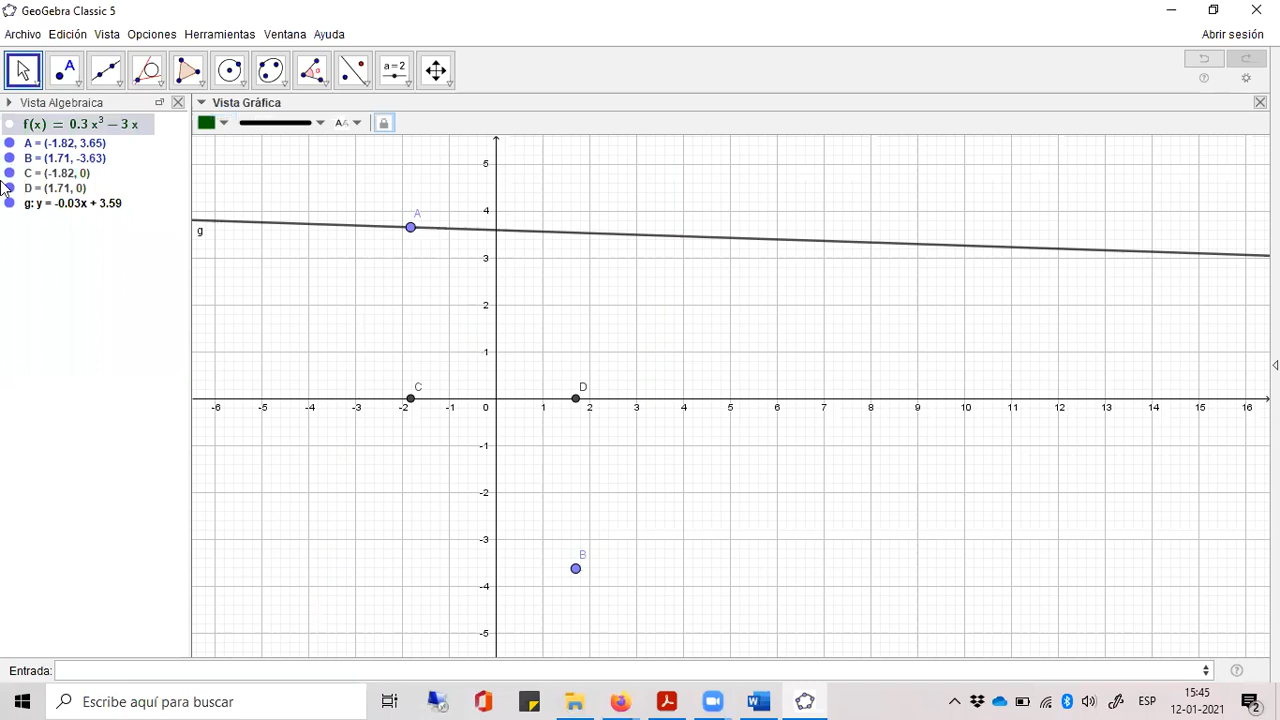 GeoGebra Classic 5
Archivo Edición Vista Opciones Herramientas Ventana Ayuda
Abrir sesión
A
a=2
Vista Algebraica
Vista Gráfica
AA
f(x) = 0.3 x³ − 3 x
A = (-1.82, 3.65)
B = (1.71, -3.63)
C = (-1.82, 0)
D = (1.71, 0)
g: y = -0.03x + 3.59
5
4
A
g
3
2
1
C
D
-6 -5 -4 -3 -2 -1 0 1 2 3 4 5 6 7 8 9 10 11 12 13 14 15 16
-1
-2
-3
B
-4
-5
Entrada:
Escribe aquí para buscar
ESP
15:45
12-01-2021
2